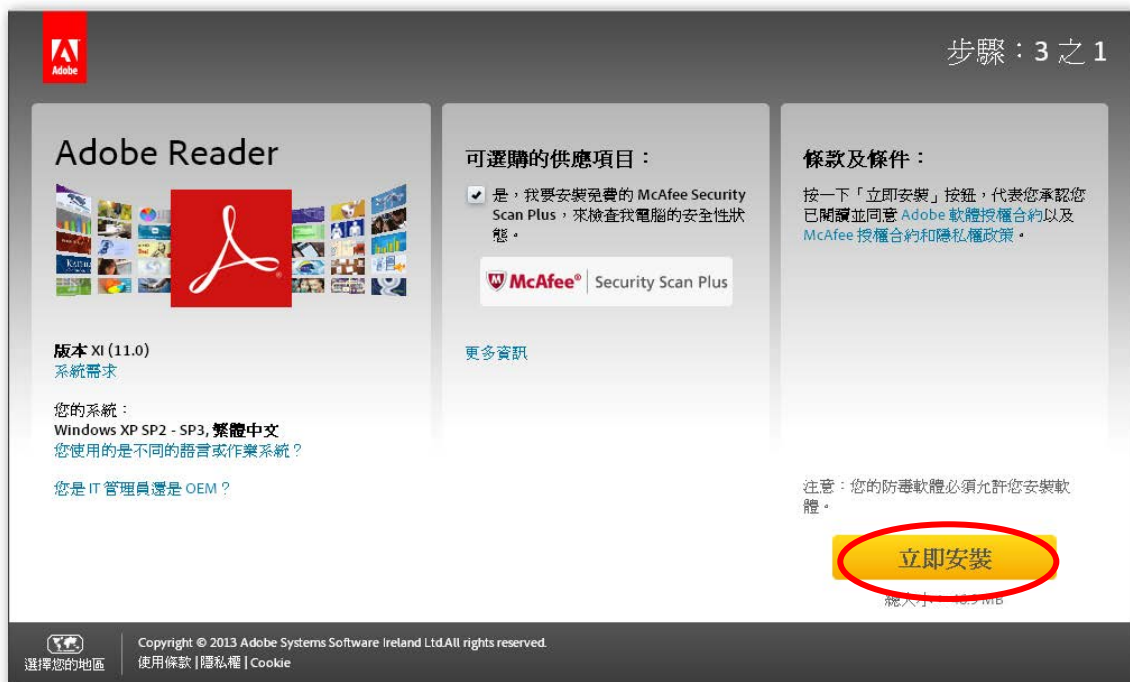 Adobe
步驟：3 之 1
Adobe Reader
版本 XI (11.0)
系統需求
您的系統：
Windows XP SP2 - SP3, 繁體中文
您使用的是不同的語言或作業系統？
您是 IT 管理員還是 OEM？
可選購的供應項目：
是，我要安裝免費的 McAfee Security
Scan Plus，來檢查我電腦的安全性狀
態。
McAfee® | Security Scan Plus
更多資訊
條款及條件：
按一下「立即安裝」按鈕，代表您承認您
已閱讀並同意 Adobe 軟體授權合約以及
McAfee 授權合約和隱私權政策。
注意：您的防毒軟體必須允許您安裝軟
體。
立即安裝
總大小： MB
選擇您的地區
Copyright © 2013 Adobe Systems Software Ireland Ltd.All rights reserved.
使用條款 | 隱私權 | Cookie